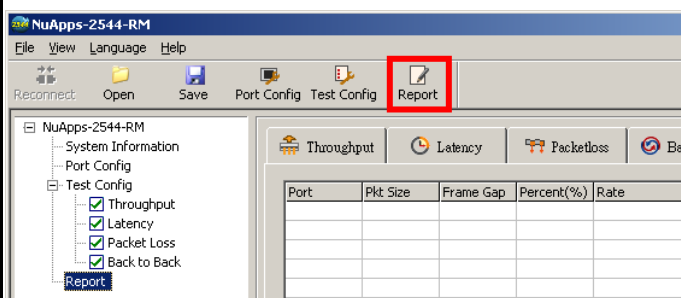 NuApps-2544-RM
File View Language Help
Reconnect Open Save Port Config Test Config Report
NuApps-2544-RM
System Information
Port Config
Test Config
Throughput
Latency
Packet Loss
Back to Back
Report
Throughput Latency Packetloss Ba
Port Pkt Size Frame Gap Percent(%) Rate